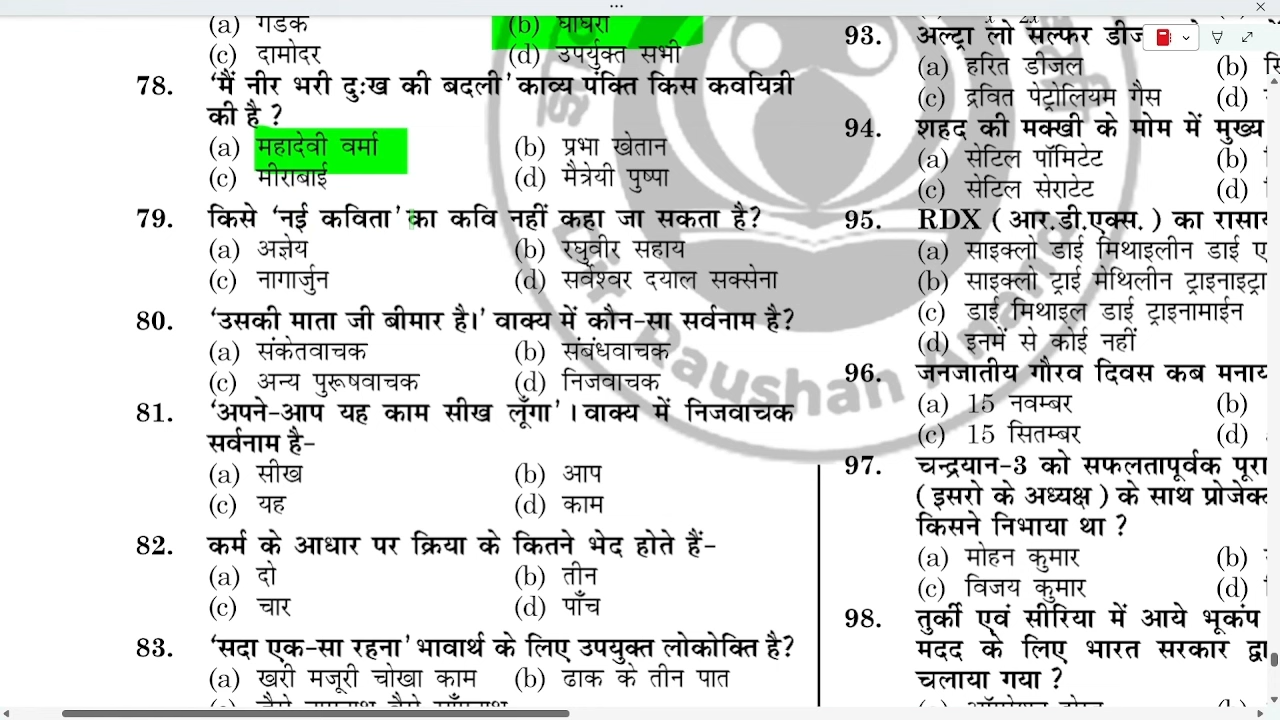 (a) गंडक (b) घाघरा
(c) दामोदर (d) उपर्युक्त सभी
78. 'मैं नीर भरी दुःख की बदली' काव्य पंक्ति किस कवयित्री
की है ?
(a) महादेवी वर्मा (b) प्रभा खेतान
(c) मीराबाई (d) मैत्रेयी पुष्पा
79. किसे 'नई कविता' का कवि नहीं कहा जा सकता है?
(a) अज्ञेय (b) रघुवीर सहाय
(c) नागार्जुन (d) सर्वेश्वर दयाल सक्सेना
80. 'उसकी माता जी बीमार है।' वाक्य में कौन-सा सर्वनाम है?
(a) संकेतवाचक (b) संबंधवाचक
(c) अन्य पुरूषवाचक (d) निजवाचक
81. 'अपने-आप यह काम सीख लूँगा'। वाक्य में निजवाचक
सर्वनाम है-
(a) सीख (b) आप
(c) यह (d) काम
82. कर्म के आधार पर क्रिया के कितने भेद होते हैं-
(a) दो (b) तीन
(c) चार (d) पाँच
83. 'सदा एक-सा रहना' भावार्थ के लिए उपयुक्त लोकोक्ति है?
(a) खरी मजूरी चोखा काम (b) ढाक के तीन पात
93. अल्ट्रा लो सल्फर
(a) हरित डीजल (b)
(c) द्रवित पेट्रोलियम गैस (d)
94. शहद की मक्खी के मोम में मुख्य
(a) सेटिल पॉमिटेट (b)
(c) सेटिल सेराटेट (d)
95. RDX (आर.डी.एक्स.) का
(a) साइक्लो डाई मिथाइलीन डाई
(b) साइक्लो ट्राई मेथिलीन
(c) डाई मिथाइल डाई ट्राइनामाईन
(d) इनमें से कोई नहीं
96. जनजातीय गौरव दिवस कब
(a) 15 नवम्बर (b)
(c) 15 सितम्बर (d)
97. चन्द्रयान-3 को सफलतापूर्वक पूरा
(इसरो के अध्यक्ष) के साथ
किसने निभाया था ?
(a) मोहन कुमार (b)
(c) विजय कुमार (d)
98. तुर्की एवं सीरिया में आये भूकंप
मदद के लिए भारत सरकार
चलाया गया ?
Raushan Anand